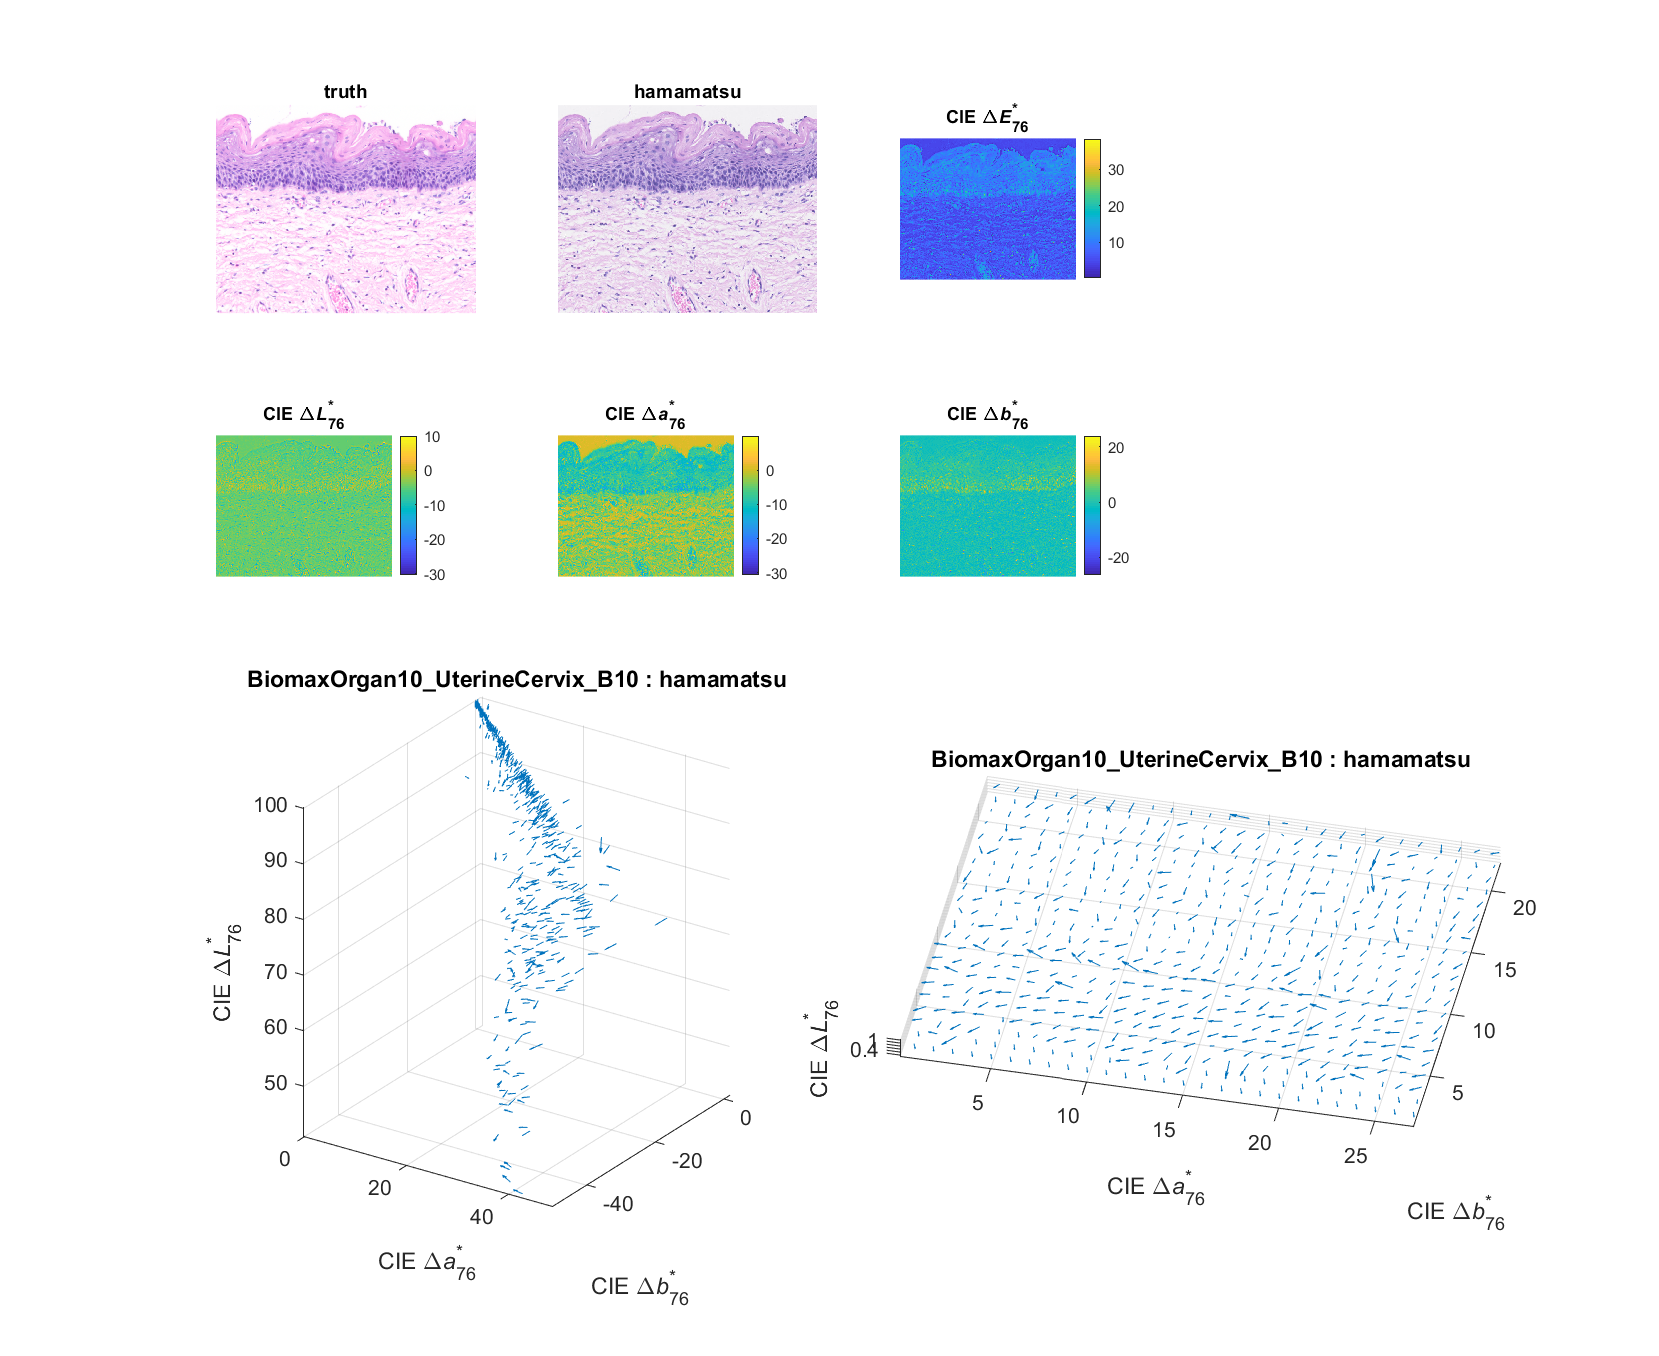 truth
hamamatsu
CIE ΔE*76
30
20
10
CIE ΔL*76
10
0
-10
-20
-30
CIE Δa*76
0
-10
-20
-30
CIE Δb*76
20
0
-20
BiomaxOrgan10_UterineCervix_B10 : hamamatsu
100
90
80
70
60
50
CIE ΔL*76
0
20
40
CIE Δa*76
0
-20
-40
CIE Δb*76
BiomaxOrgan10_UterineCervix_B10 : hamamatsu
1
0.4
CIE ΔL*76
5
10
15
20
25
CIE Δa*76
20
15
10
5
CIE Δb*76